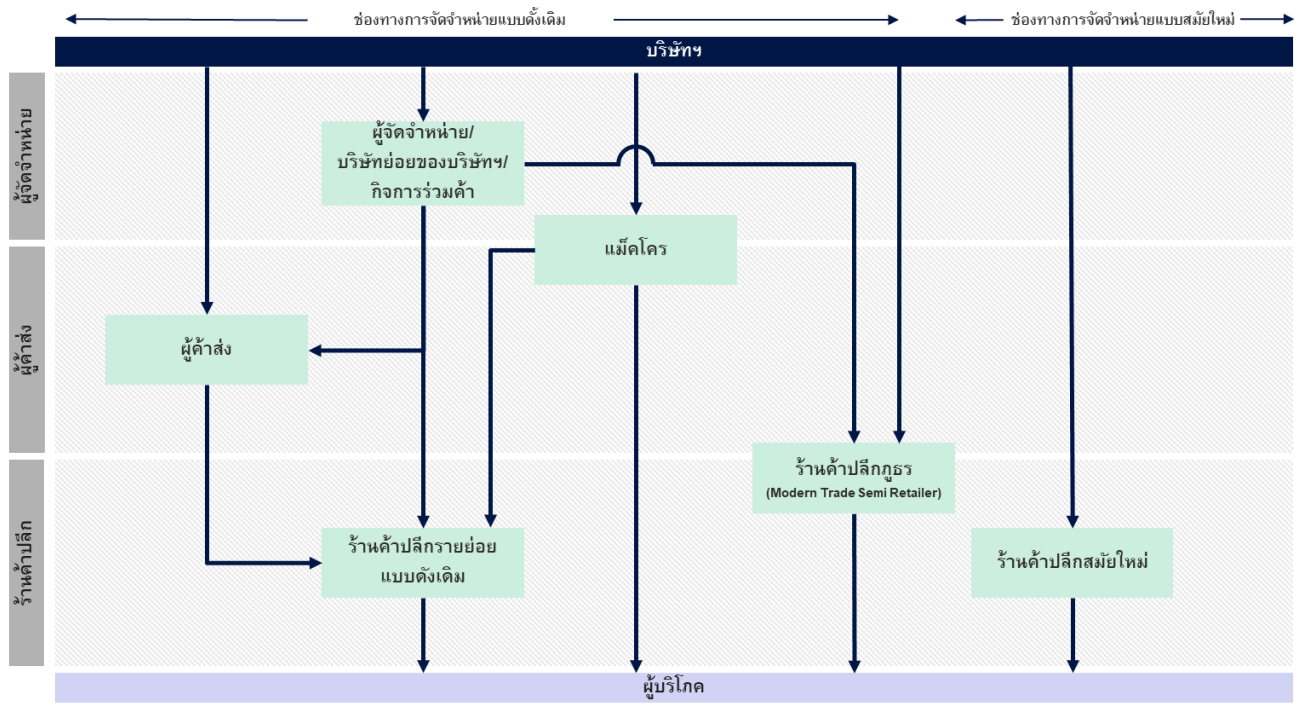 ช่องทางการจัดจำหน่ายแบบดั้งเดิม
ช่องทางการจัดจำหน่ายแบบสมัยใหม่
บริษัทฯ
ผู้จัดจำหน่าย
ผู้จัดจำหน่าย/
บริษัทย่อยของบริษัทฯ/
กิจการร่วมค้า
แม็คโคร
ผู้ค้าส่ง
ผู้ค้าส่ง
ร้านค้าปลีกภูธร
(Modern Trade Semi Retailer)
ร้านค้าปลีก
ร้านค้าปลีกรายย่อย
แบบดังเดิม
ร้านค้าปลีกสมัยใหม่
ผู้บริโภค